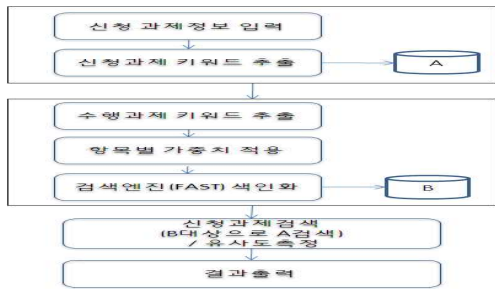 신청 과제정보 입력
신청과제 키워드 추출
A
수행과제 키워드 추출
항목별 가중치 적용
검색엔진(FAST) 색인화
B
신청과제검색
(B대상으로 A검색)
/ 유사도측정
결과출력